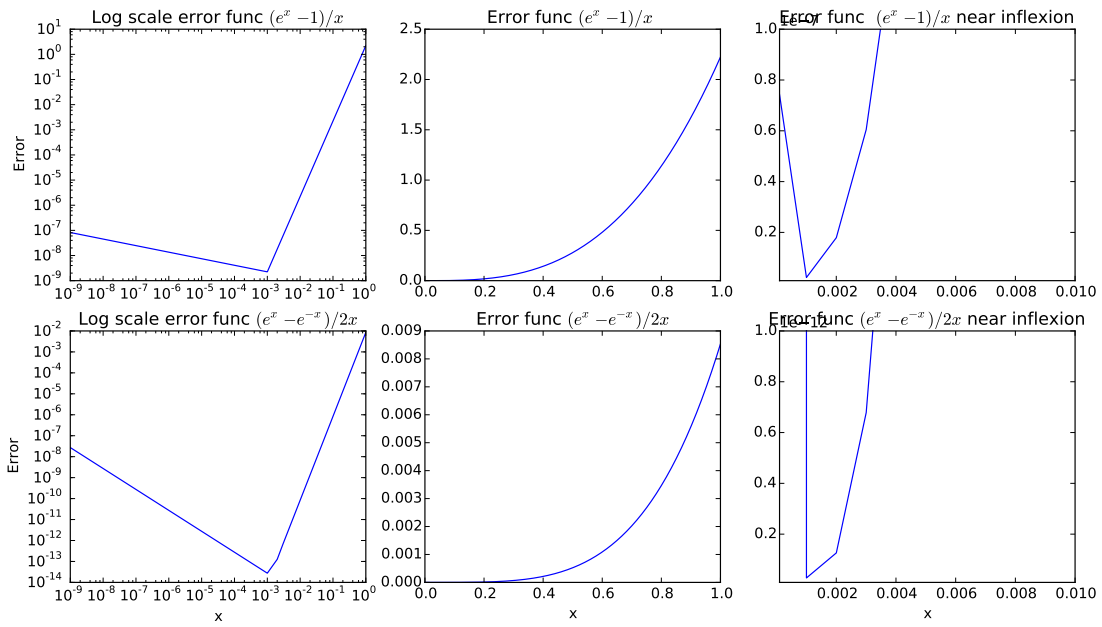 Log scale error func (e^x − 1)/x
Error func (e^x − 1)/x
Error func (e^x − 1)/x near inflexion
1e−7
Error
10^1
10^0
10^-1
10^-2
10^-3
10^-4
10^-5
10^-6
10^-7
10^-8
10^-9
10^-9 10^-8 10^-7 10^-6 10^-5 10^-4 10^-3 10^-2 10^-1 10^0
2.5
2.0
1.5
1.0
0.5
0.0
0.0 0.2 0.4 0.6 0.8 1.0
1.0
0.8
0.6
0.4
0.2
0.002 0.004 0.006 0.008 0.010
Log scale error func (e^x − e^−x)/2x
Error func (e^x − e^−x)/2x
Error func (e^x − e^−x)/2x near inflexion
1e−12
Error
10^-2
10^-3
10^-4
10^-5
10^-6
10^-7
10^-8
10^-9
10^-10
10^-11
10^-12
10^-13
10^-14
10^-9 10^-8 10^-7 10^-6 10^-5 10^-4 10^-3 10^-2 10^-1 10^0
x
0.009
0.008
0.007
0.006
0.005
0.004
0.003
0.002
0.001
0.000
0.0 0.2 0.4 0.6 0.8 1.0
x
1.0
0.8
0.6
0.4
0.2
0.002 0.004 0.006 0.008 0.010
x